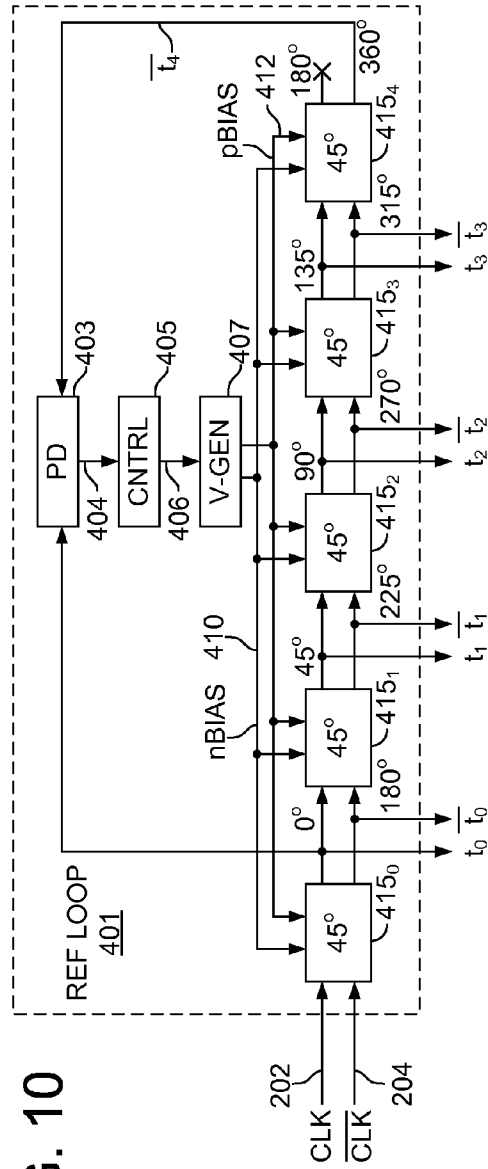 G. 10
REF LOOP
401
PD
403
404
CNTRL
405
406
V-GEN
407
t₄
nBIAS
410
pBIAS
412
0°
45°
90°
135°
180°
45°
45°
45°
45°
45°
180°
225°
270°
315°
360°
415₀
415₁
415₂
415₃
415₄
CLK
202
CLK
204
t₀
t₀
t₁
t₁
t₂
t₂
t₃
t₃